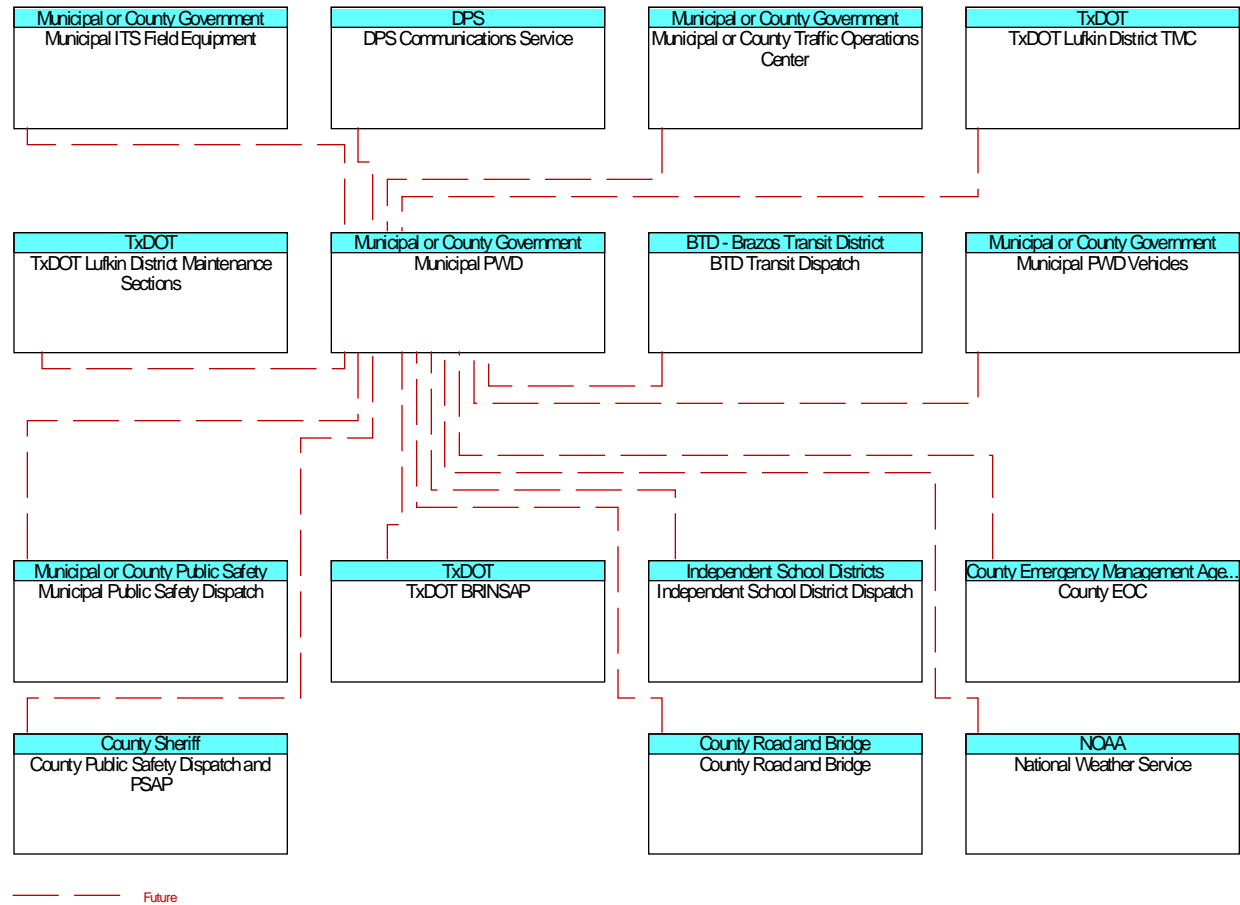 Municipal or County Government
Municipal ITS Field Equipment
DPS
DPS Communications Service
Municipal or County Government
Municipal or County Traffic Operations
Center
TxDOT
TxDOT Lufkin District TMC
TxDOT
TxDOT Lufkin District Maintenance
Sections
Municipal or County Government
Municipal PWD
BTD - Brazos Transit District
BTD Transit Dispatch
Municipal or County Government
Municipal PWD Vehicles
Municipal or County Public Safety
Municipal Public Safety Dispatch
TxDOT
TxDOT BRINSAP
Independent School Districts
Independent School District Dispatch
County Emergency Management Age...
County EOC
County Sheriff
County Public Safety Dispatch and
PSAP
County Road and Bridge
County Road and Bridge
NOAA
National Weather Service
Future